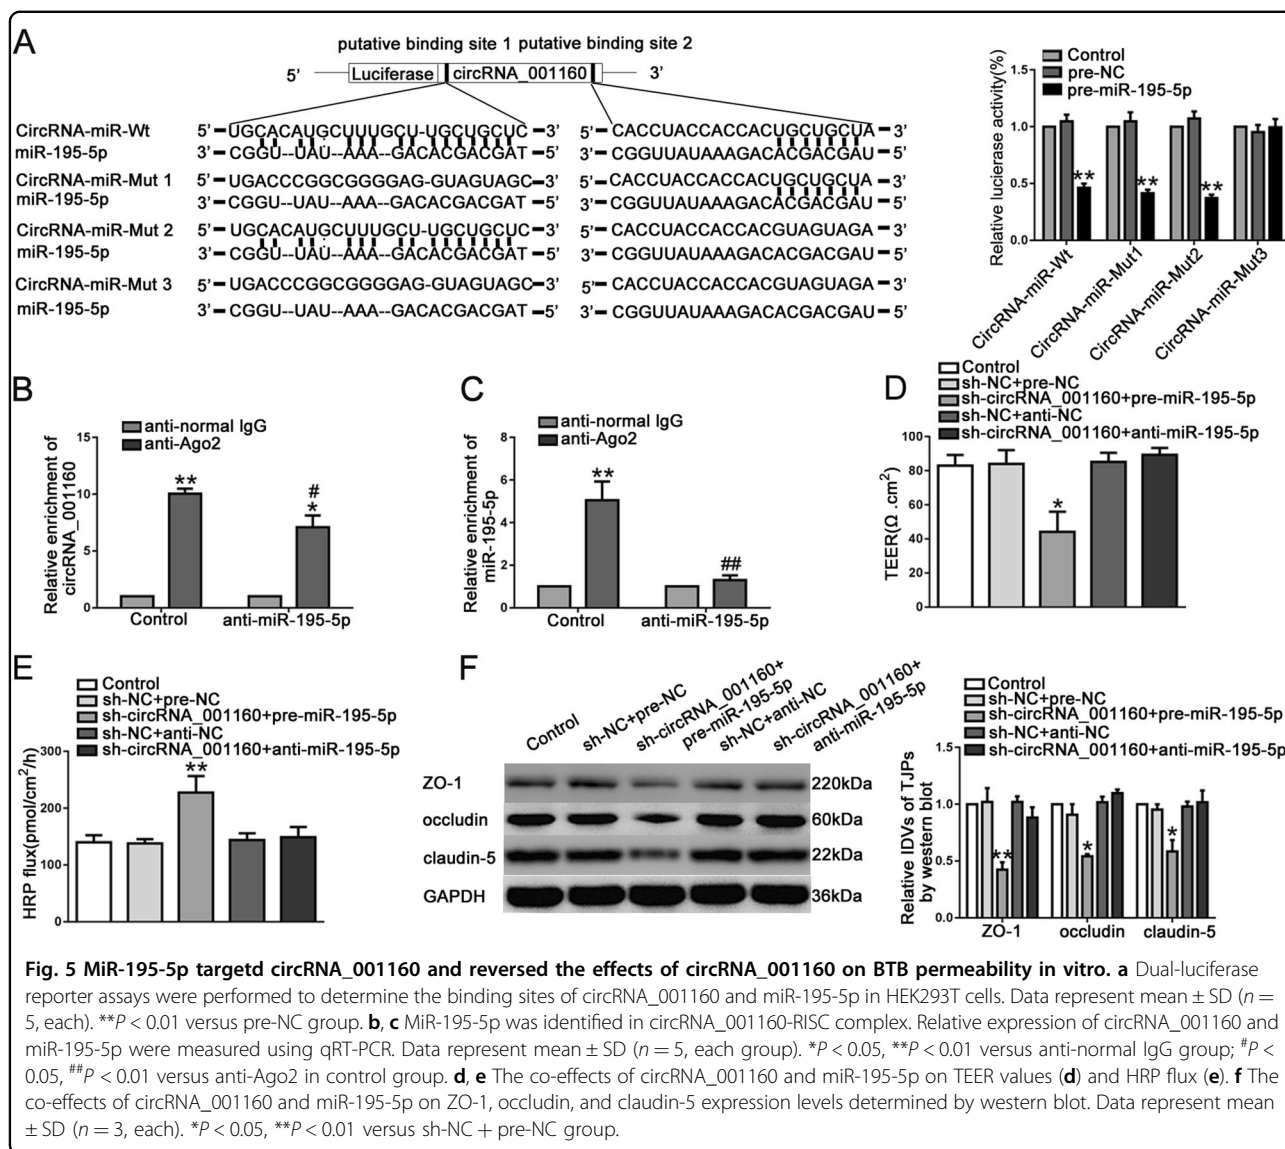 A
putative binding site 1 putative binding site 2
5’ Luciferase circRNA_001160 3’
CircRNA-miR-Wt 5’ UGCACAUGCUUUGCU-UGCUGCUC 3’ 5’ CACCUACCACCACUGCUGCUA 3’
miR-195-5p 3’ CGGU--UAU--AAA--GACACGACGAT 5’ 3’ CGGUUAUAAAGACACGACGAU 5’
CircRNA-miR-Mut 1 5’ UGACCCGGCGGGGAG-GUAGUAGC 3’ 5’ CACCUACCACCACUGCUGCUA 3’
miR-195-5p 3’ CGGU--UAU--AAA--GACACGACGAT 5’ 3’ CGGUUAUAAAGACACGACGAU 5’
CircRNA-miR-Mut 2 5’ UGCACAUGCUUUGCU-UGCUGCUC 3’ 5’ CACCUACCACCACGUAGUAGA 3’
miR-195-5p 3’ CGGU--UAU--AAA--GACACGACGAT 5’ 3’ CGGUUAUAAAGACACGACGAU 5’
CircRNA-miR-Mut 3 5’ UGACCCGGCGGGGAG-GUAGUAGC 3’ 5’ CACCUACCACCACGUAGUAGA 3’
miR-195-5p 3’ CGGU--UAU--AAA--GACACGACGAT 5’ 3’ CGGUUAUAAAGACACGACGAU 5’
Control
pre-NC
pre-miR-195-5p
Relative lucierase activity(%)
1.5
1.0
0.5
0.0
** ** **
CircRNA-miR-Wt
CircRNA-miR-Mut1
CircRNA-miR-Mut2
CircRNA-miR-Mut3
B
anti-normal IgG
anti-Ago2
Relative enrichment of
circRNA_001160
15
10
5
0
** # *
Control anti-miR-195-5p
C
anti-normal IgG
anti-Ago2
Relative enrichment of
miR-195-5p
8
6
4
2
0
** ##
Control anti-miR-195-5p
D
Control
sh-NC+pre-NC
sh-circRNA_001160+pre-miR-195-5p
sh-NC+anti-NC
sh-circRNA_001160+anti-miR-195-5p
TEER(Ω .cm²)
100
80
60
40
20
0
*
E
Control
sh-NC+pre-NC
sh-circRNA_001160+pre-miR-195-5p
sh-NC+anti-NC
sh-circRNA_001160+anti-miR-195-5p
HRP flux(pmol/cm²/h)
300
200
100
0
**
F
Control
sh-NC+pre-NC
sh-circRNA_001160+
pre-miR-195-5p
sh-NC+anti-NC
sh-circRNA_001160+
anti-miR-195-5p
ZO-1 220kDa
occludin 60kDa
claudin-5 22kDa
GAPDH 36kDa
Control
sh-NC+pre-NC
sh-circRNA_001160+pre-miR-195-5p
sh-NC+anti-NC
sh-circRNA_001160+anti-miR-195-5p
Relative IDVs of TJPs
by western blot
1.5
1.0
0.5
0.0
** * *
ZO-1 occludin claudin-5
Fig. 5 MiR-195-5p targetd circRNA_001160 and reversed the effects of circRNA_001160 on BTB permeability in vitro. a Dual-luciferase
reporter assays were performed to determine the binding sites of circRNA_001160 and miR-195-5p in HEK293T cells. Data represent mean ± SD (n =
5, each). **P < 0.01 versus pre-NC group. b, c MiR-195-5p was identified in circRNA_001160-RISC complex. Relative expression of circRNA_001160 and
miR-195-5p were measured using qRT-PCR. Data represent mean ± SD (n = 5, each group). *P < 0.05, **P < 0.01 versus anti-normal IgG group; #P <
0.05, ##P < 0.01 versus anti-Ago2 in control group. d, e The co-effects of circRNA_001160 and miR-195-5p on TEER values (d) and HRP flux (e). f The
co-effects of circRNA_001160 and miR-195-5p on ZO-1, occludin, and claudin-5 expression levels determined by western blot. Data represent mean
± SD (n = 3, each). *P < 0.05, **P < 0.01 versus sh-NC + pre-NC group.